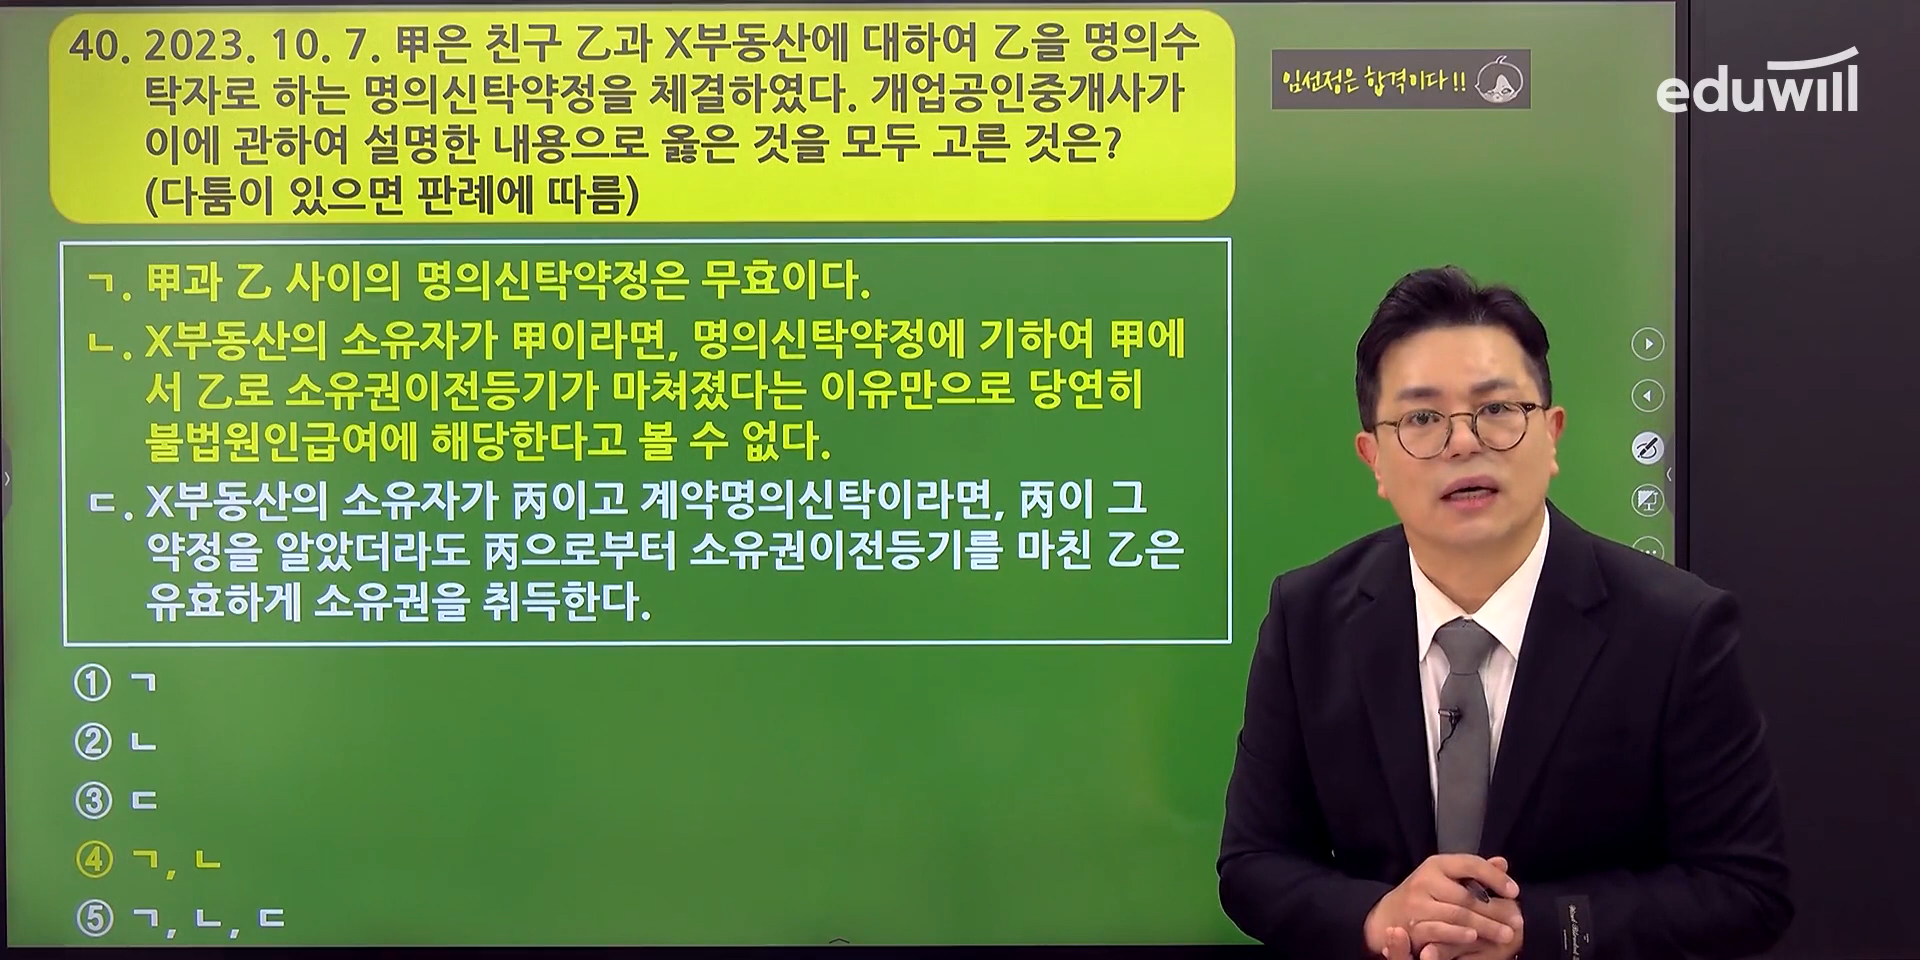 40. 2023. 10. 7. 甲은 친구 乙과 X부동산에 대하여 乙을 명의수
탁자로 하는 명의신탁약정을 체결하였다. 개업공인중개사가
이에 관하여 설명한 내용으로 옳은 것을 모두 고른 것은?
(다툼이 있으면 판례에 따름)
임선정은 합격이다!!
eduwill
ㄱ. 甲과 乙 사이의 명의신탁약정은 무효이다.
ㄴ. X부동산의 소유자가 甲이라면, 명의신탁약정에 기하여 甲에
서 乙로 소유권이전등기가 마쳐졌다는 이유만으로 당연히
불법원인급여에 해당한다고 볼 수 없다.
ㄷ. X부동산의 소유자가 丙이고 계약명의신탁이라면, 丙이 그
약정을 알았더라도 丙으로부터 소유권이전등기를 마친 乙은
유효하게 소유권을 취득한다.
① ㄱ
② ㄴ
③ ㄷ
④ ㄱ, ㄴ
⑤ ㄱ, ㄴ, ㄷ